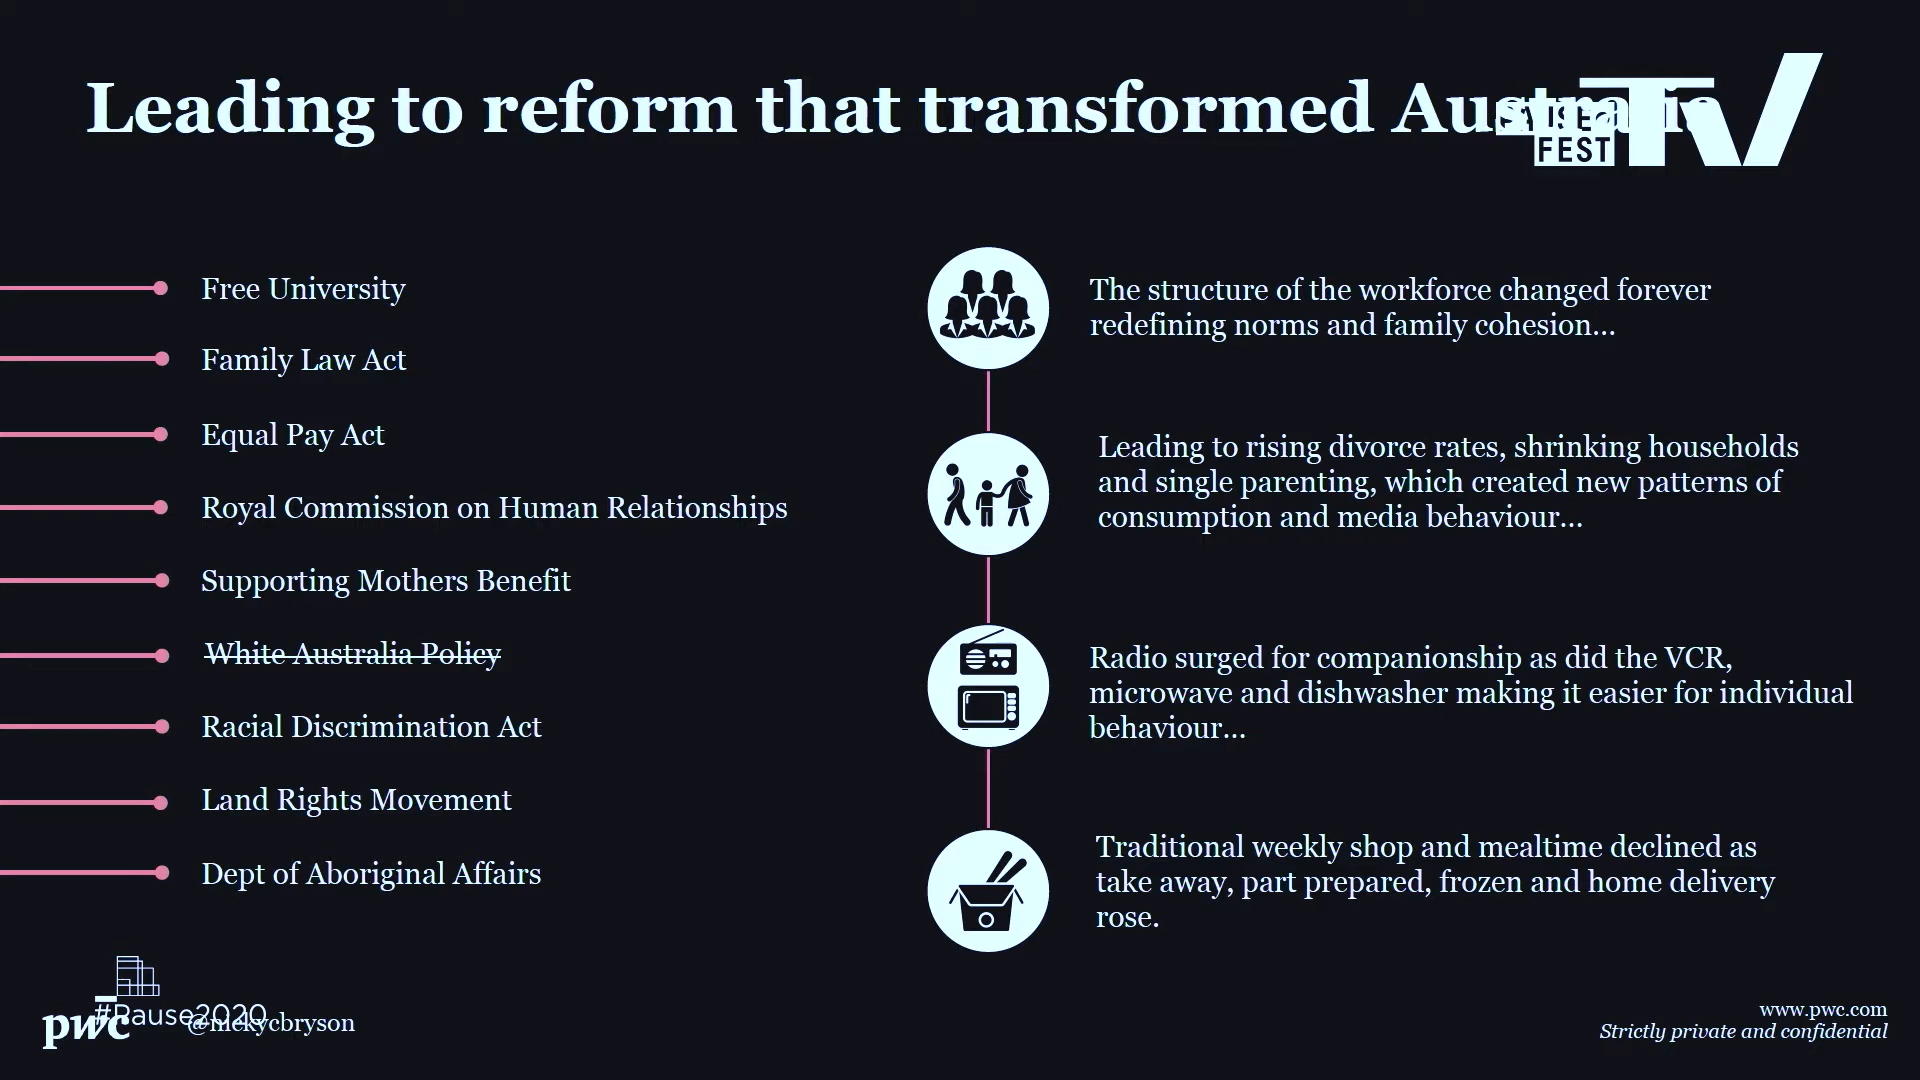 Leading to reform that transformed Australia
FEST TV
Free University
Family Law Act
Equal Pay Act
Royal Commission on Human Relationships
Supporting Mothers Benefit
White Australia Policy
Racial Discrimination Act
Land Rights Movement
Dept of Aboriginal Affairs
The structure of the workforce changed forever
redefining norms and family cohesion...
Leading to rising divorce rates, shrinking households
and single parenting, which created new patterns of
consumption and media behaviour...
Radio surged for companionship as did the VCR,
microwave and dishwasher making it easier for individual
behaviour...
Traditional weekly shop and mealtime declined as
take away, part prepared, frozen and home delivery
rose.
#Pause2020
pwc
@nickycbryson
www.pwc.com
Strictly private and confidential